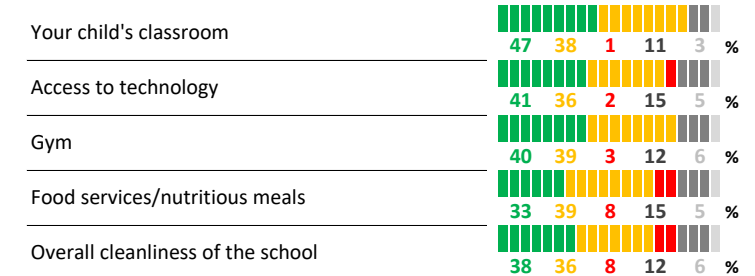 Your child's classroom
47 38 1 11 3 %
Access to technology
41 36 2 15 5 %
Gym
40 39 3 12 6 %
Food services/nutritious meals
33 39 8 15 5 %
Overall cleanliness of the school
38 36 8 12 6 %